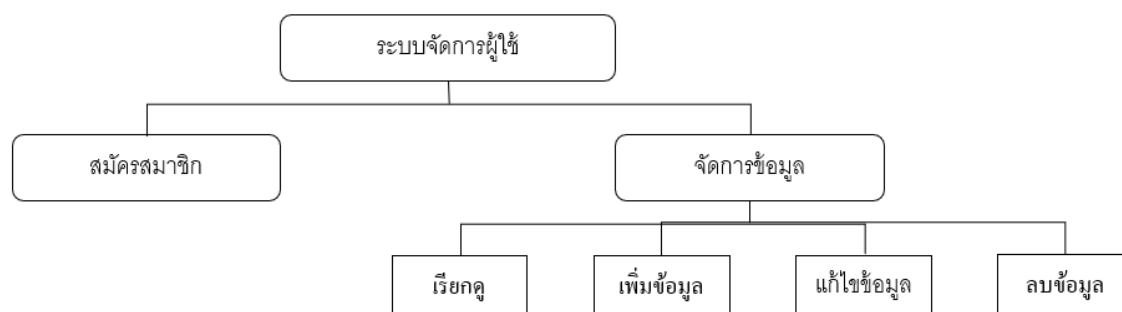 ระบบจัดการผู้ใช้
สมัครสมาชิก
จัดการข้อมูล
เรียกดู
เพิ่มข้อมูล
แก้ไขข้อมูล
ลบข้อมูล